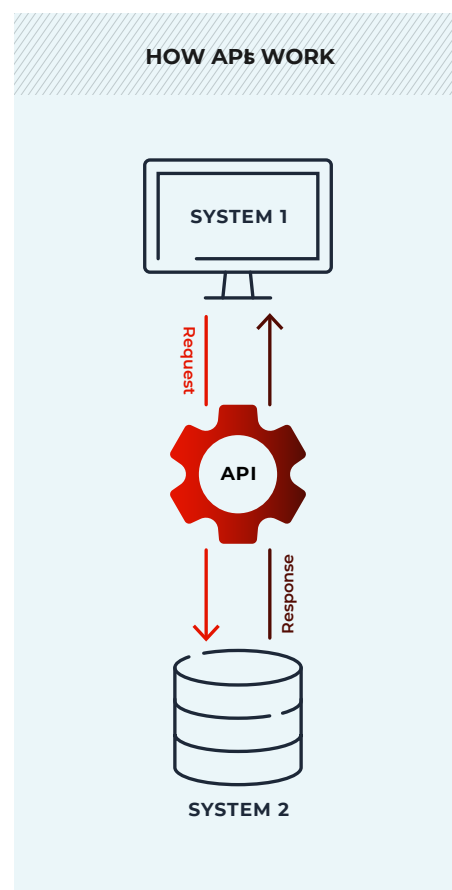 HOW APIs WORK
SYSTEM 1
Request
API
Response
SYSTEM 2